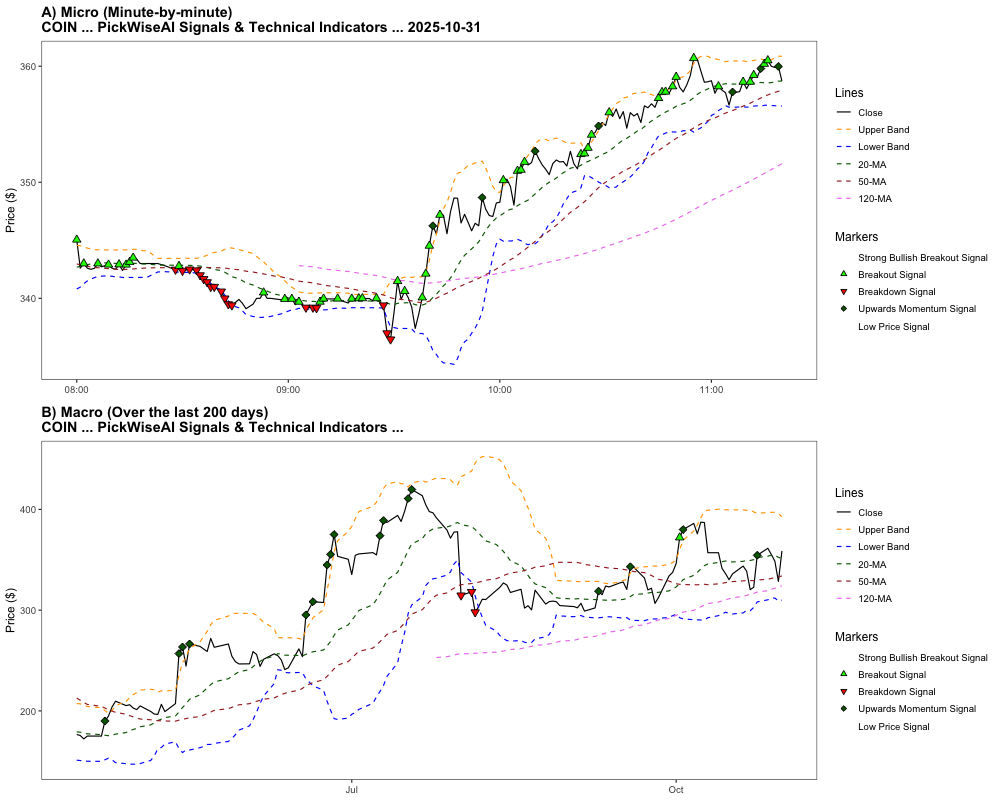 A) Micro (Minute-by-minute)
COIN ... PickWiseAI Signals & Technical Indicators ... 2025-10-31
Price ($)
360
350
340
08:00
09:00
10:00
11:00
Lines
Close
Upper Band
Lower Band
20-MA
50-MA
120-MA
Markers
Strong Bullish Breakout Signal
Breakout Signal
Breakdown Signal
Upwards Momentum Signal
Low Price Signal
B) Macro (Over the last 200 days)
COIN ... PickWiseAI Signals & Technical Indicators ...
Price ($)
400
300
200
Jul
Oct
Lines
Close
Upper Band
Lower Band
20-MA
50-MA
120-MA
Markers
Strong Bullish Breakout Signal
Breakout Signal
Breakdown Signal
Upwards Momentum Signal
Low Price Signal